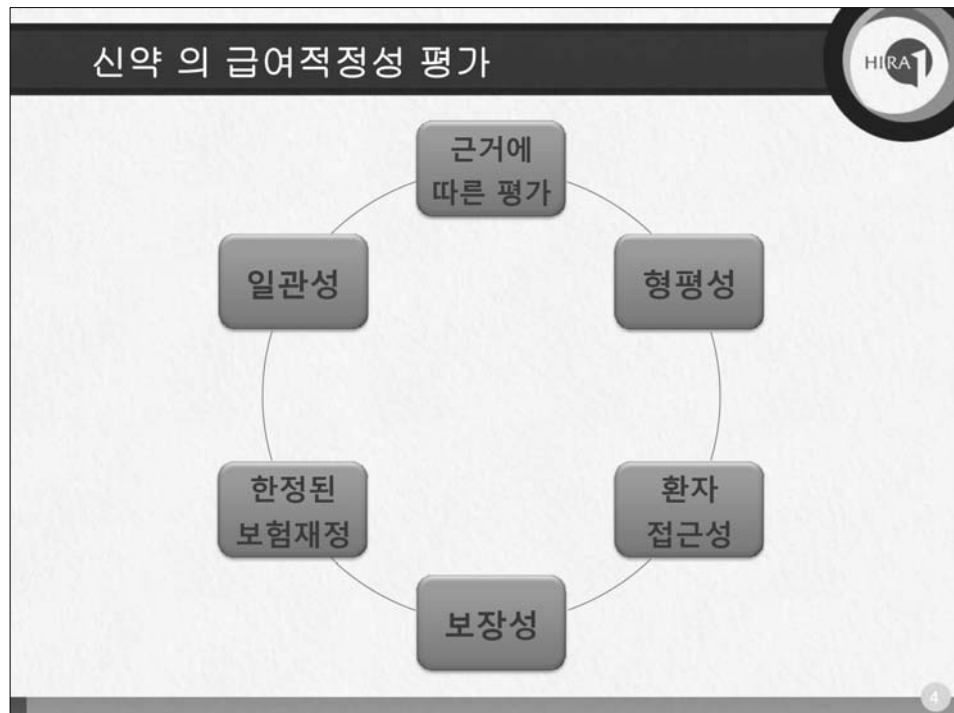 신약 의 급여적정성 평가
HIRA
근거에
따른 평가
일관성
형평성
한정된
보험재정
환자
접근성
보장성
4